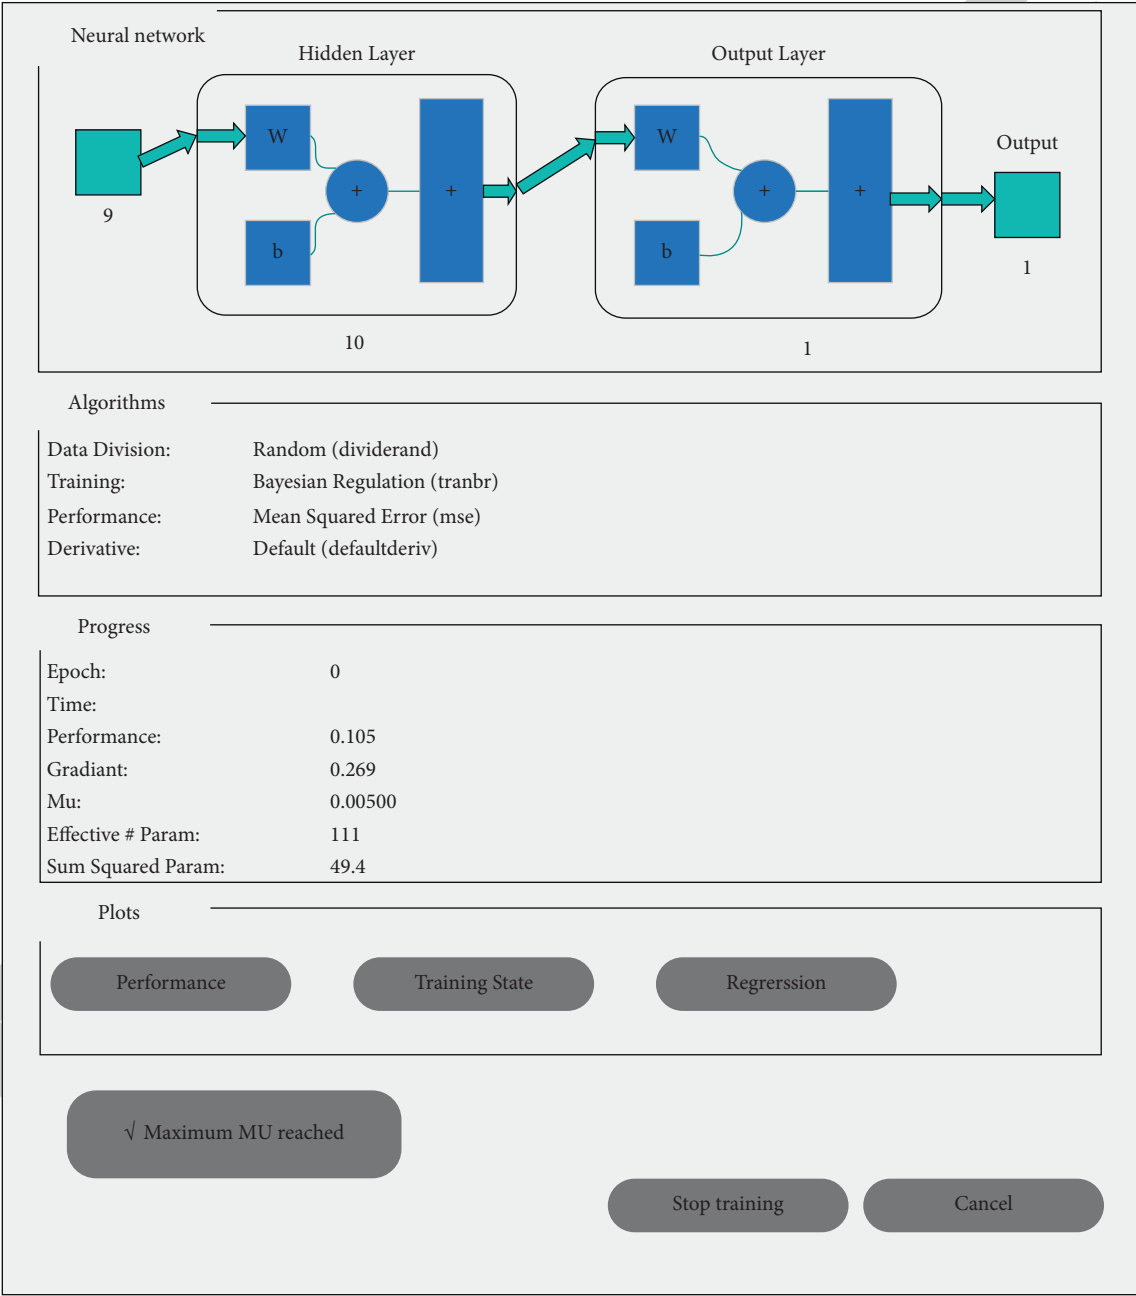 Neural network
Hidden Layer
Output Layer
W
W
Output
+
+
+
+
9
b
b
1
10
1
Algorithms
Data Division: Random (dividerand)
Training: Bayesian Regulation (tranbr)
Performance: Mean Squared Error (mse)
Derivative: Default (defaultderiv)
Progress
Epoch: 0
Time:
Performance: 0.105
Gradiant: 0.269
Mu: 0.00500
Effective # Param: 111
Sum Squared Param: 49.4
Plots
Performance
Training State
Regrerssion
√ Maximum MU reached
Stop training
Cancel